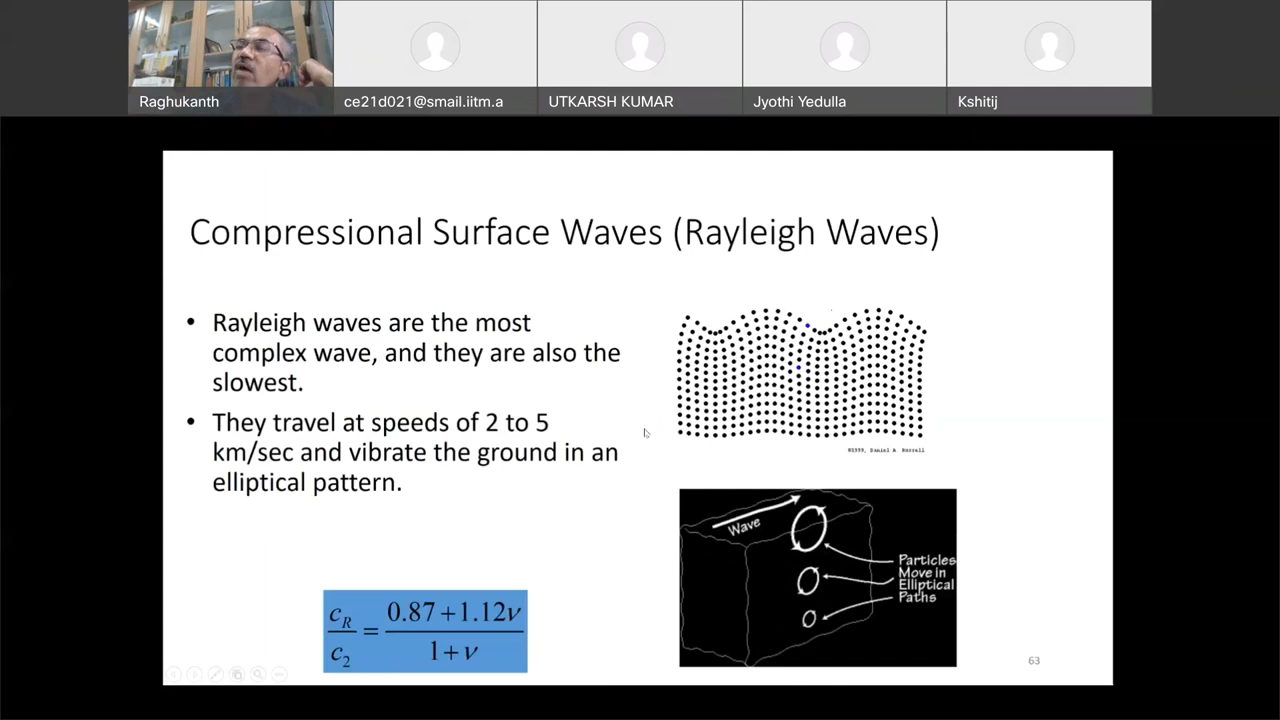 Raghukanth
ce21d021@smail.iitm.a
UTKARSH KUMAR
Jyothi Yedulla
Kshitij
Compressional Surface Waves (Rayleigh Waves)
• Rayleigh waves are the most
complex wave, and they are also the
slowest.
• They travel at speeds of 2 to 5
km/sec and vibrate the ground in an
elliptical pattern.
©1999, Daniel A. Russell
Wave
Particles
Move in
Elliptical
Paths
c_R / c_2 = (0.87+1.12ν) / (1+ν)
63